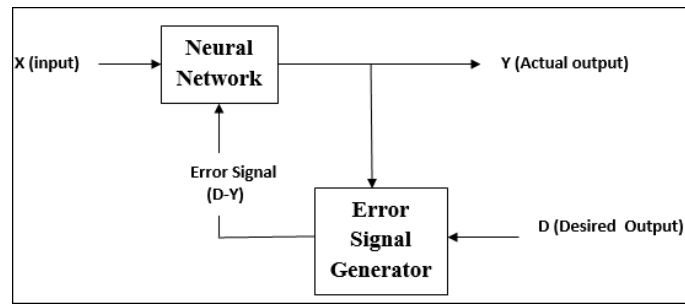 Neural
Network
X (input)
Y (Actual output)
Error Signal
(D-Y)
Error
Signal
Generator
D (Desired Output)